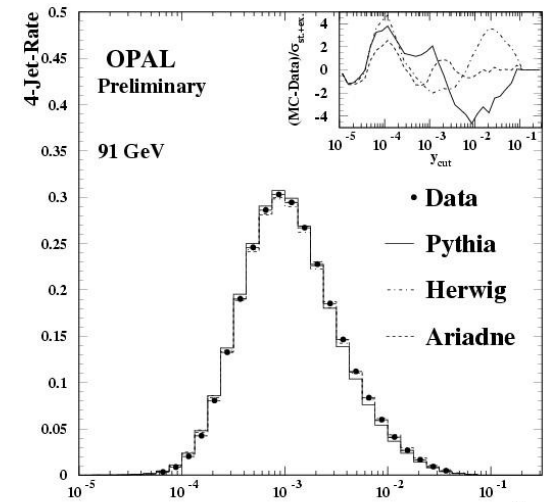 4-Jet-Rate
0.5
0.45
0.4
0.35
0.3
0.25
0.2
0.15
0.1
0.05
0
10⁻⁵
10⁻⁴
10⁻³
10⁻²
10⁻¹
OPAL
Preliminary
91 GeV
(MC-Data)/σst.+ex.
4
2
0
-2
-4
10⁻⁵
10⁻⁴
10⁻³
10⁻²
10⁻¹
ycut
Data
Pythia
Herwig
Ariadne